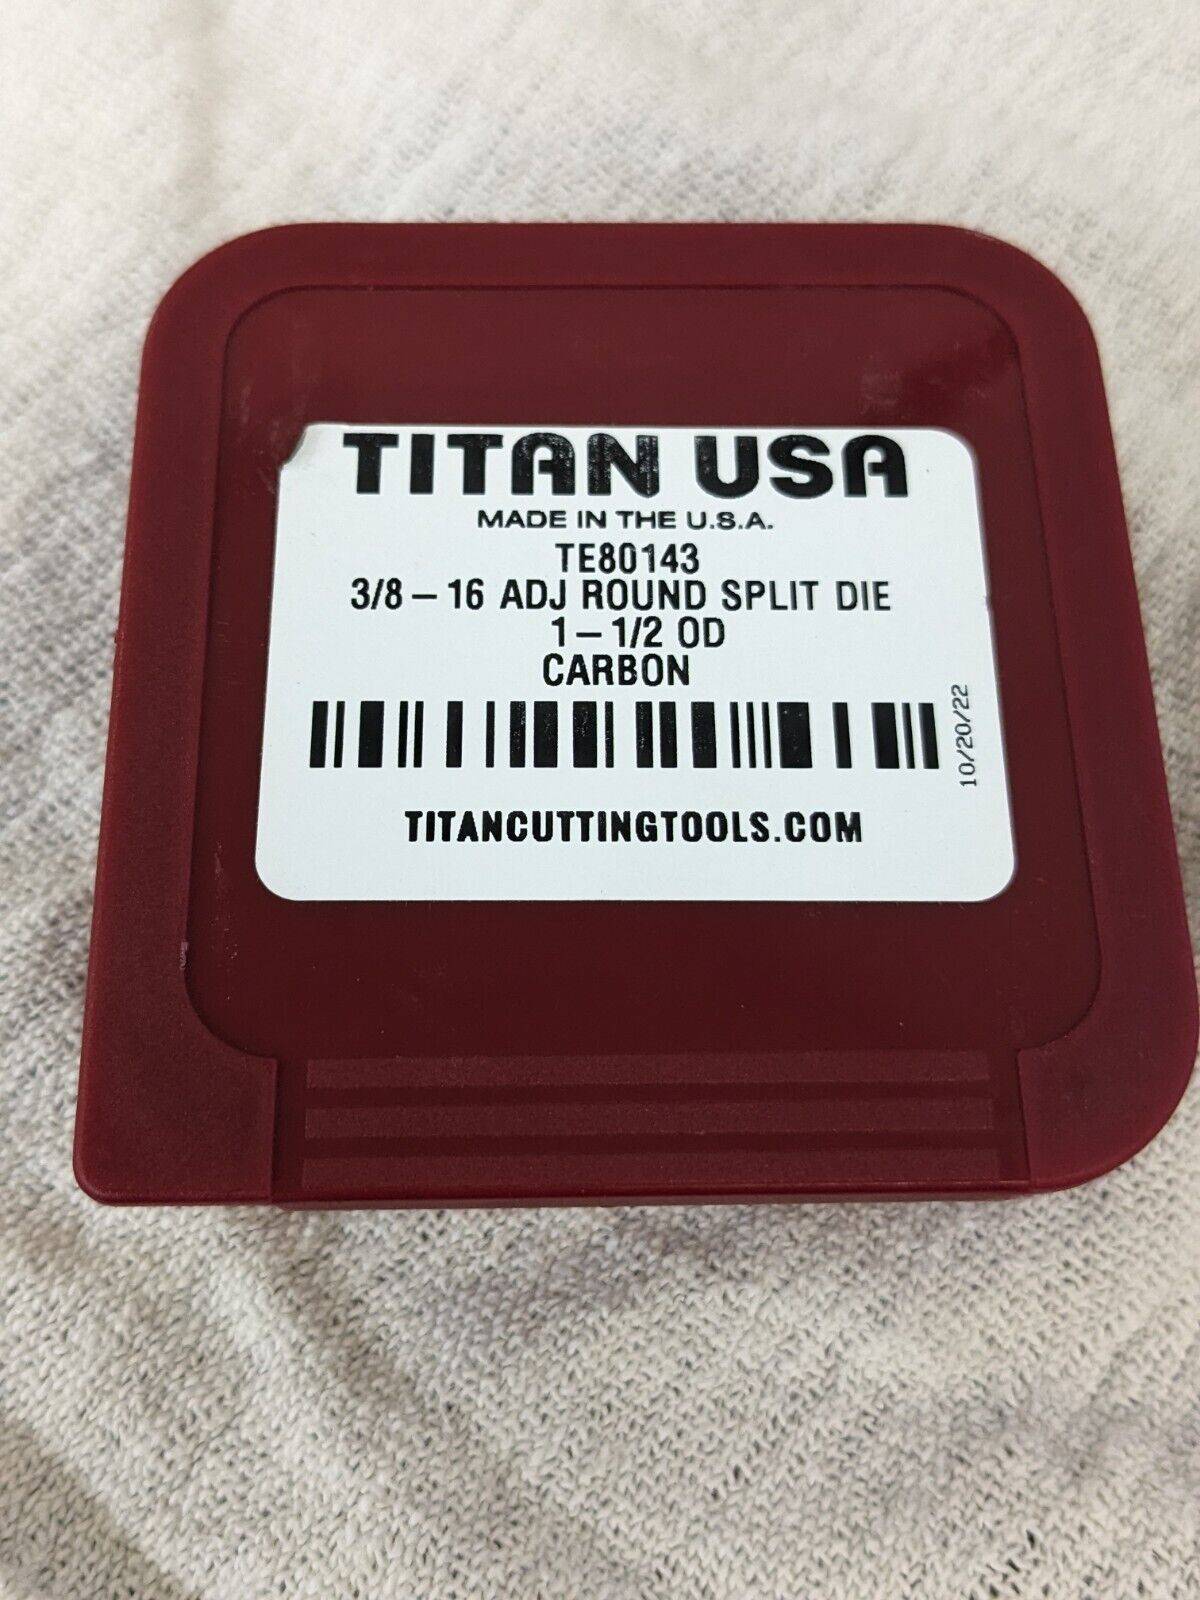 TITAN USA
MADE IN THE U.S.A.
TE80143
3/8-16 ADJ ROUND SPLIT DIE
1-1/2 OD
CARBON
10/20/22
TITANCUTTINGTOOLS.COM